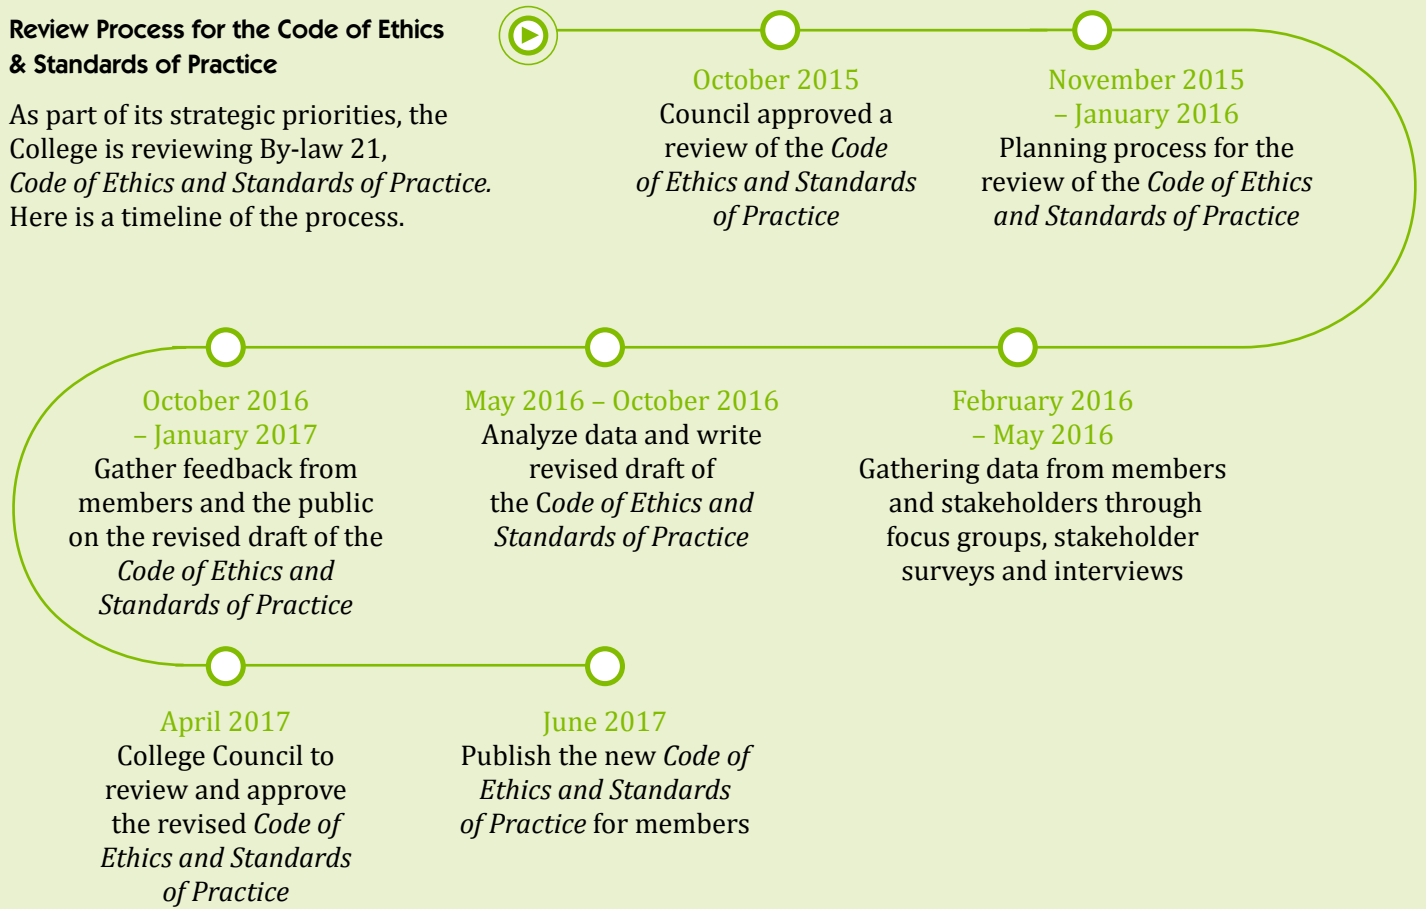 Review Process for the Code of Ethics
& Standards of Practice
As part of its strategic priorities, the
College is reviewing By-law 21,
Code of Ethics and Standards of Practice.
Here is a timeline of the process.
October 2015
Council approved a
review of the Code
of Ethics and Standards
of Practice
November 2015
– January 2016
Planning process for the
review of the Code of Ethics
and Standards of Practice
February 2016
– May 2016
Gathering data from members
and stakeholders through
focus groups, stakeholder
surveys and interviews
May 2016 – October 2016
Analyze data and write
revised draft of
the Code of Ethics and
Standards of Practice
October 2016
– January 2017
Gather feedback from
members and the public
on the revised draft of the
Code of Ethics and
Standards of Practice
April 2017
College Council to
review and approve
the revised Code of
Ethics and Standards
of Practice
June 2017
Publish the new Code of
Ethics and Standards
of Practice for members